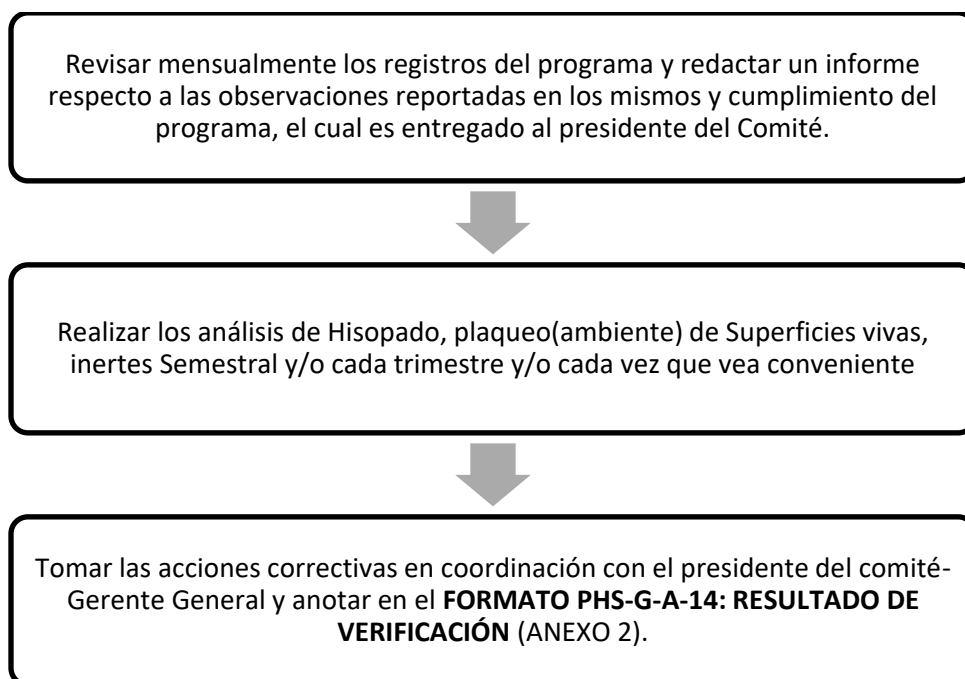 Revisar mensualmente los registros del programa y redactar un informe
respecto a las observaciones reportadas en los mismos y cumplimiento del
programa, el cual es entregado al presidente del Comité.
Realizar los análisis de Hisopado, plaqueo(ambiente) de Superficies vivas,
inertes Semestral y/o cada trimestre y/o cada vez que vea conveniente
Tomar las acciones correctivas en coordinación con el presidente del comité-
Gerente General y anotar en el FORMATO PHS-G-A-14: RESULTADO DE
VERIFICACIÓN (ANEXO 2).